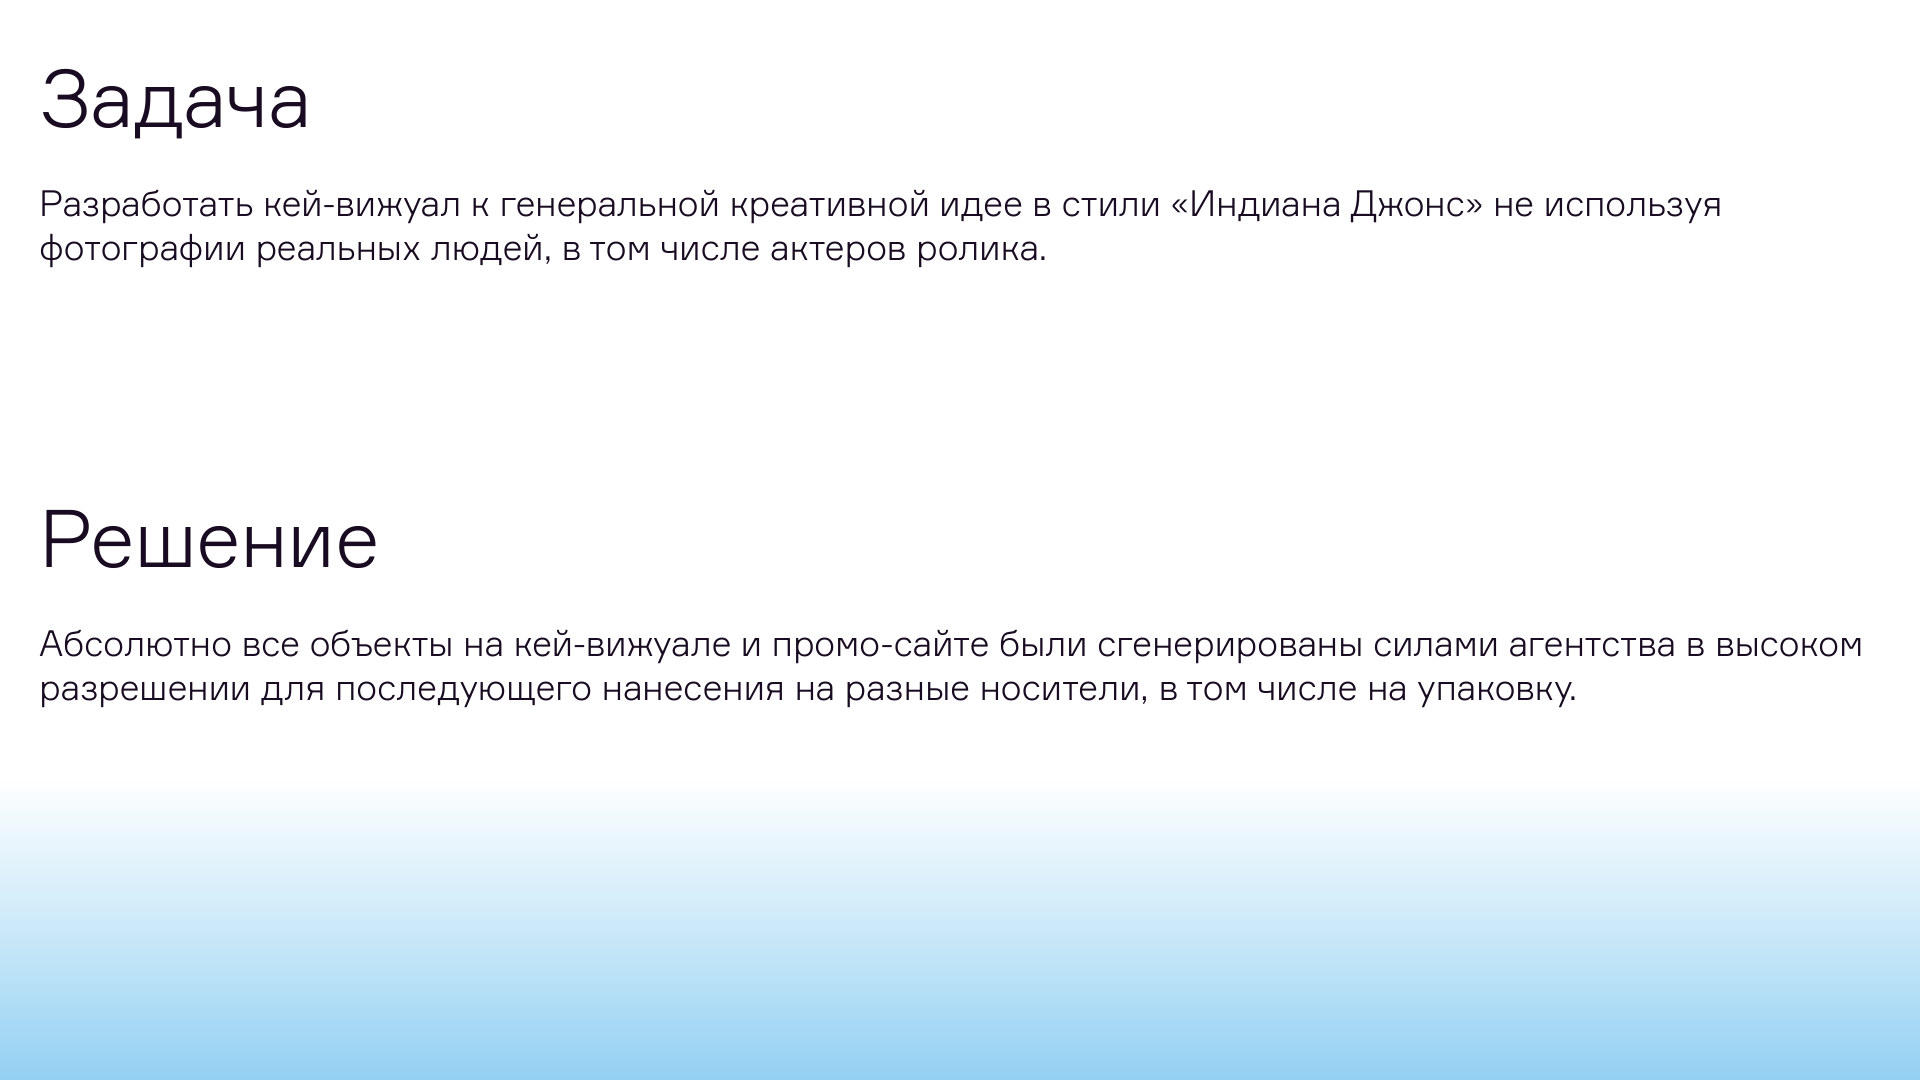 Задача
Разработать кей-вижуал к генеральной креативной идее в стили «Индиана Джонс» не используя
фотографии реальных людей, в том числе актеров ролика.
Решение
Абсолютно все объекты на кей-вижуале и промо-сайте были сгенерированы силами агентства в высоком
разрешении для последующего нанесения на разные носители, в том числе на упаковку.